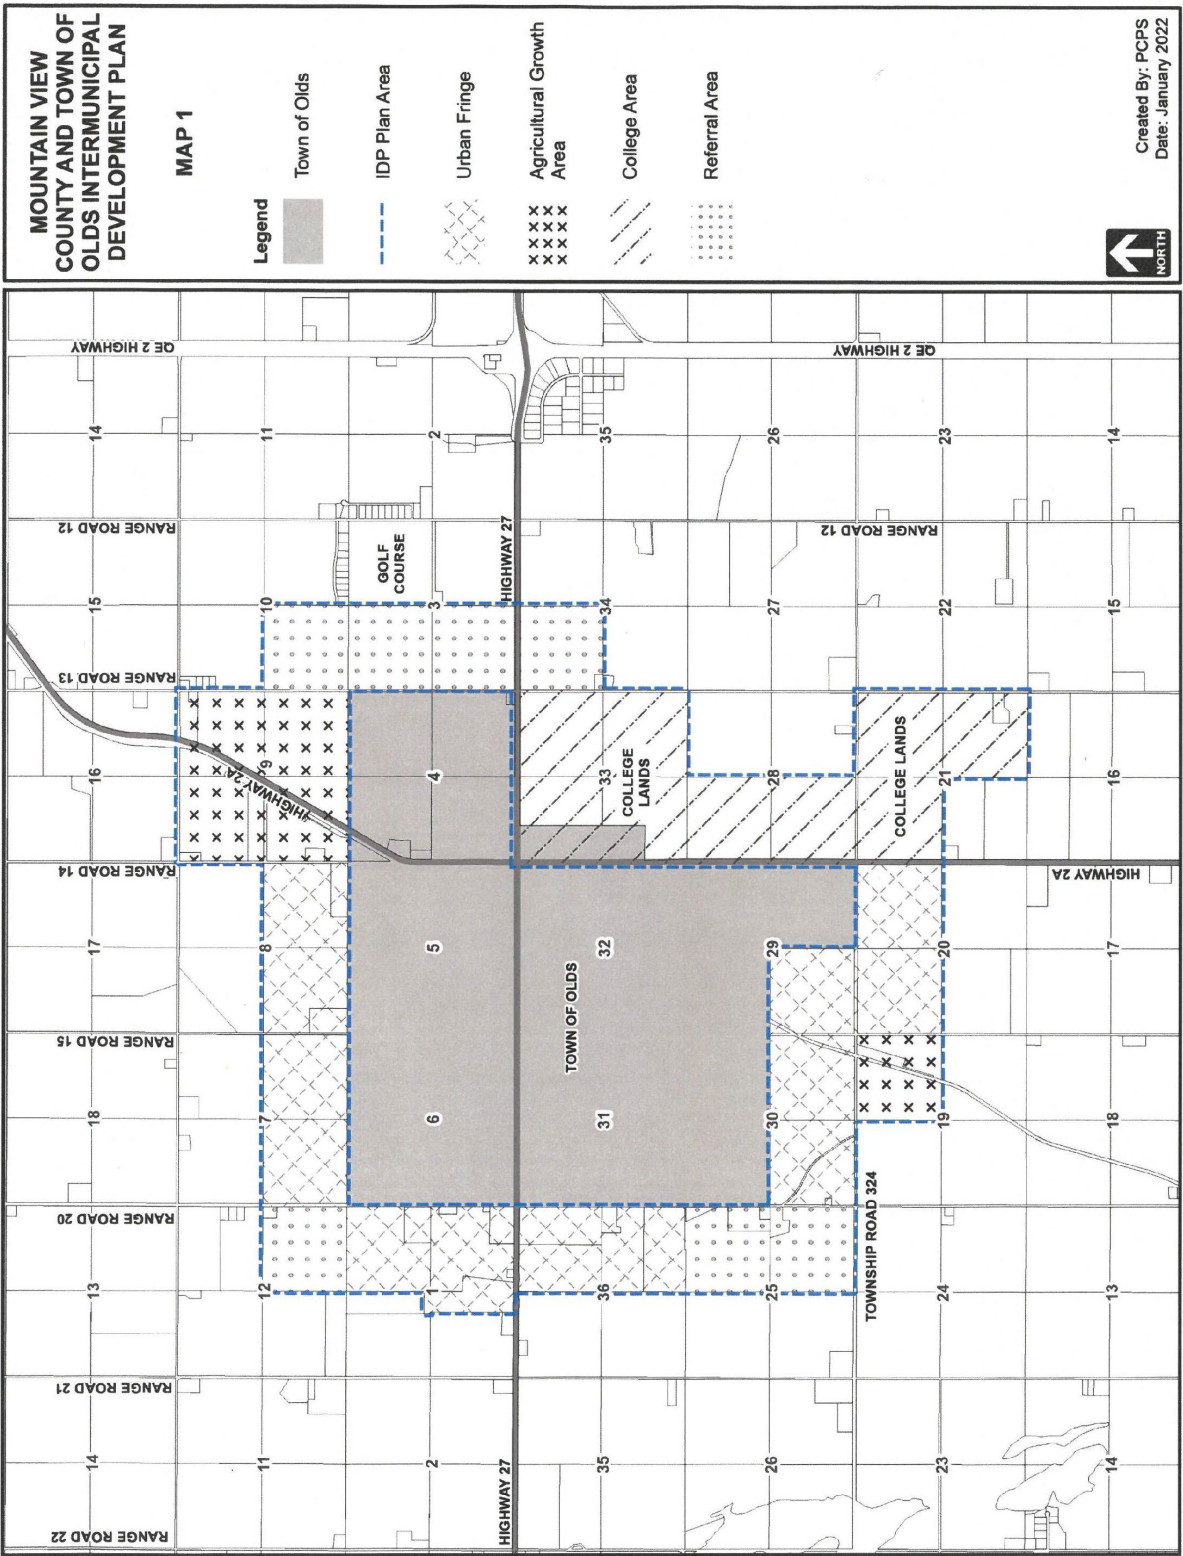 MOUNTAIN VIEW
COUNTY AND TOWN OF
OLDS INTERMUNICIPAL
DEVELOPMENT PLAN
MAP 1
Legend
Town of Olds
IDP Plan Area
Urban Fringe
Agricultural Growth
Area
College Area
Referral Area
NORTH
Created By: PCPS
Date: January 2022
14
13
18
17
16
15
14
RANGE ROAD 22
RANGE ROAD 21
RANGE ROAD 20
RANGE ROAD 15
RANGE ROAD 14
RANGE ROAD 13
RANGE ROAD 12
QE 2 HIGHWAY
11
12
7
8
9
10
11
HIGHWAY 2A
GOLF
COURSE
2
1
6
5
4
3
2
HIGHWAY 27
HIGHWAY 27
TOWN OF OLDS
35
36
31
32
33
34
35
COLLEGE
LANDS
26
25
30
29
28
27
26
TOWNSHIP ROAD 324
COLLEGE LANDS
RANGE ROAD 12
QE 2 HIGHWAY
23
24
19
20
21
22
23
HIGHWAY 2A
14
13
18
17
16
15
14